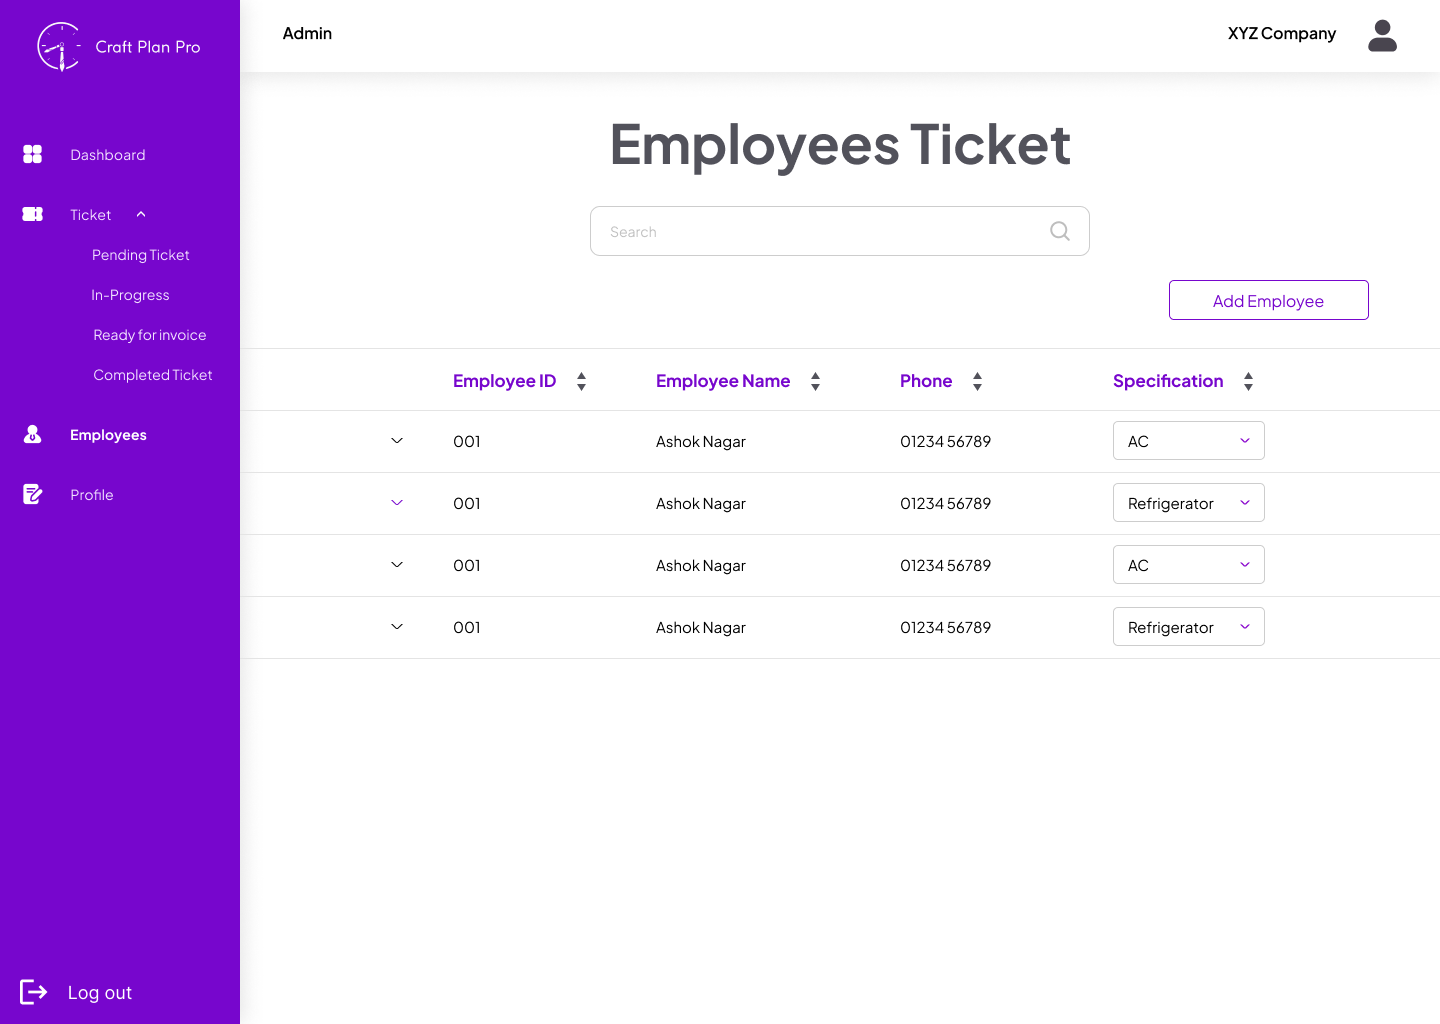 Craft Plan Pro
Admin
XYZ Company
Dashboard
Ticket
Pending Ticket
In-Progress
Ready for invoice
Completed Ticket
Employees
Profile
Log out
Employees Ticket
Search
Add Employee
Employee ID Employee Name Phone Specification
001 Ashok Nagar 01234 56789 AC
001 Ashok Nagar 01234 56789 Refrigerator
001 Ashok Nagar 01234 56789 AC
001 Ashok Nagar 01234 56789 Refrigerator